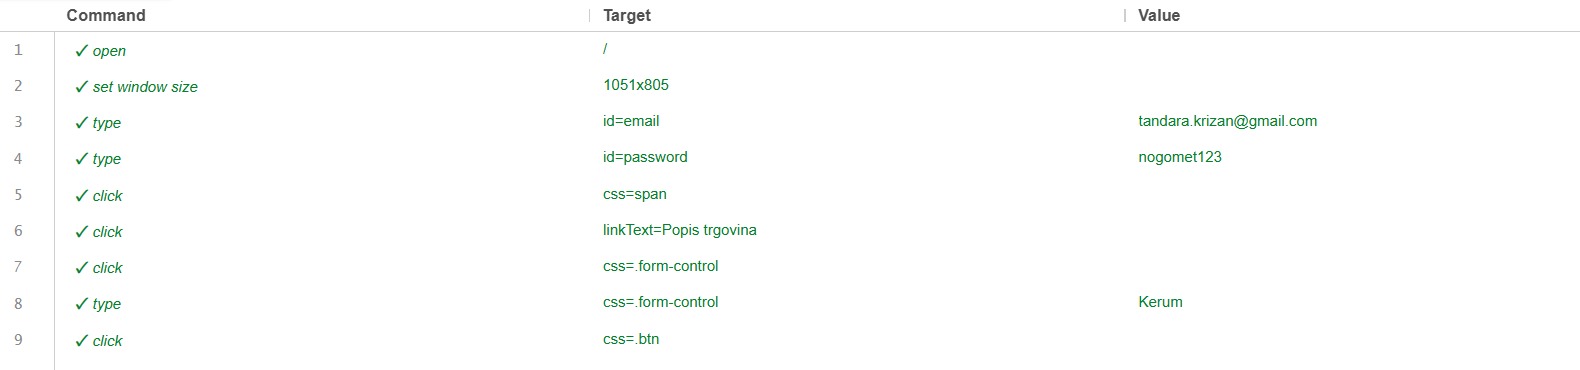 Command Target Value
1 ✓ open /
2 ✓ set window size 1051x805
3 ✓ type id=email tandara.krizan@gmail.com
4 ✓ type id=password nogomet123
5 ✓ click css=span
6 ✓ click linkText=Popis trgovina
7 ✓ click css=.form-control
8 ✓ type css=.form-control Kerum
9 ✓ click css=.btn